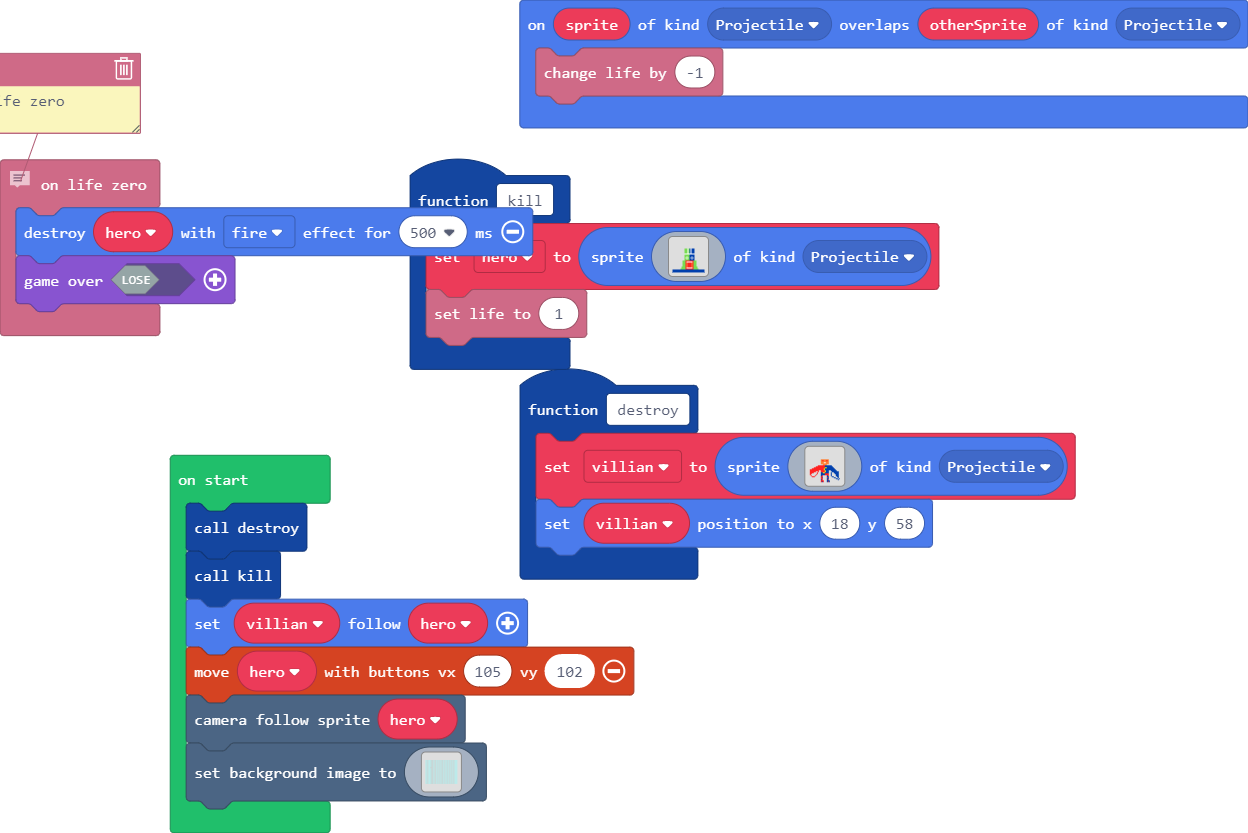 on sprite of kind Projectile overlaps otherSprite of kind Projectile
change life by -1
ife zero
on life zero
destroy hero with fire effect for 500 ms
game over LOSE
function kill
set hero to sprite of kind Projectile
set life to 1
function destroy
set villian to sprite of kind Projectile
set villian position to x 18 y 58
on start
call destroy
call kill
set villian follow hero
move hero with buttons vx 105 vy 102
camera follow sprite hero
set background image to